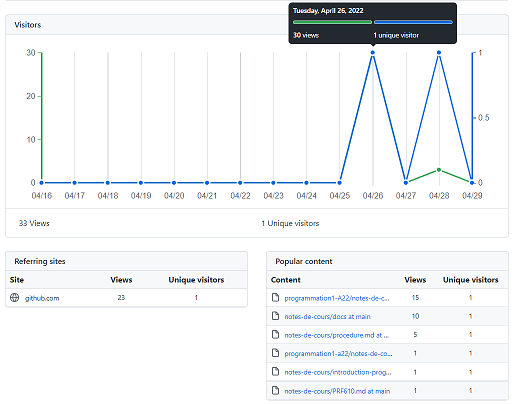 Tuesday, April 26, 2022
30 views 1 unique visitor
Visitors
30 1
20
0.5
10
0 0
04/16 04/17 04/18 04/19 04/20 04/21 04/22 04/23 04/24 04/25 04/26 04/27 04/28 04/29
33 Views 1 Unique visitors
Referring sites
Site Views Unique visitors
github.com 23 1
Popular content
Content Views Unique visitors
programmation1-A22/notes-de-c... 15 1
notes-de-cours/docs at main 10 1
notes-de-cours/procedure.md at ... 5 1
programmation1-a22/notes-de-co... 1 1
notes-de-cours/introduction-prog... 1 1
notes-de-cours/PRF610.md at main 1 1